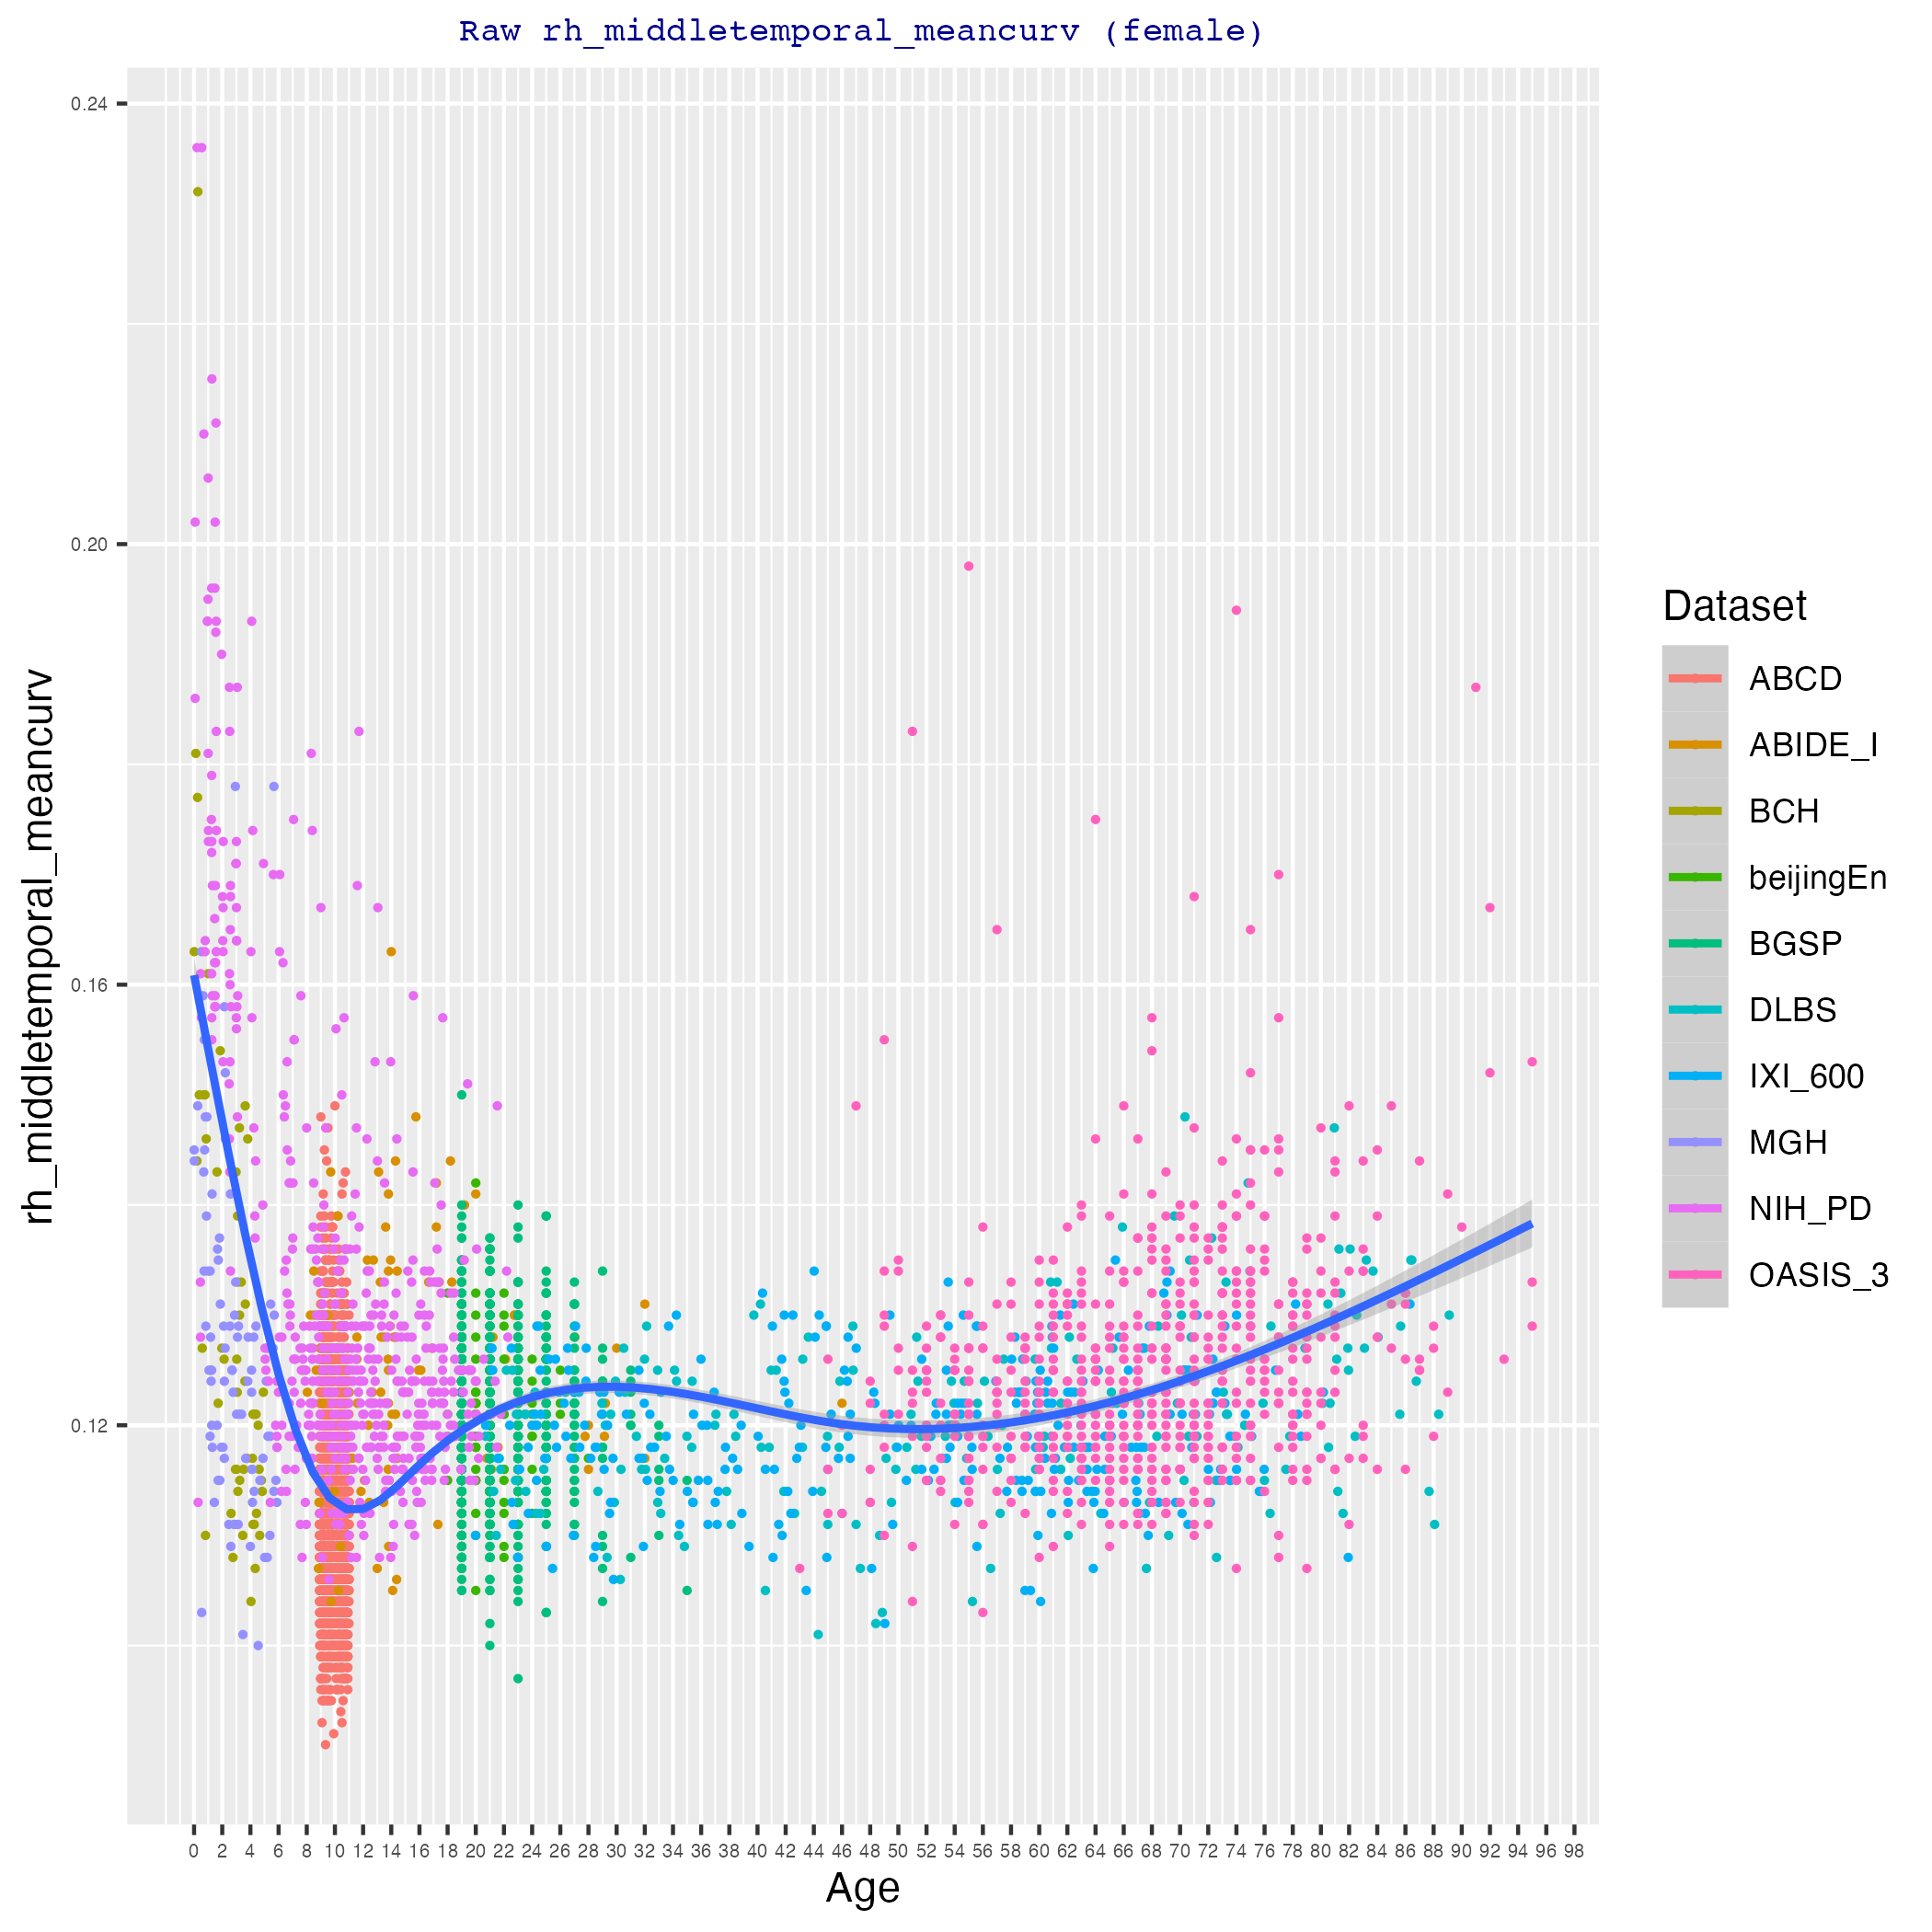 Raw rh_middletemporal_meancurv (female)
0.24
0.20
0.16
0.12
rh_middletemporal_meancurv
0 2 4 6 8 10 12 14 16 18 20 22 24 26 28 30 32 34 36 38 40 42 44 46 48 50 52 54 56 58 60 62 64 66 68 70 72 74 76 78 80 82 84 86 88 90 92 94 96 98
Age
Dataset
ABCD
ABIDE_I
BCH
beijingEn
BGSP
DLBS
IXI_600
MGH
NIH_PD
OASIS_3